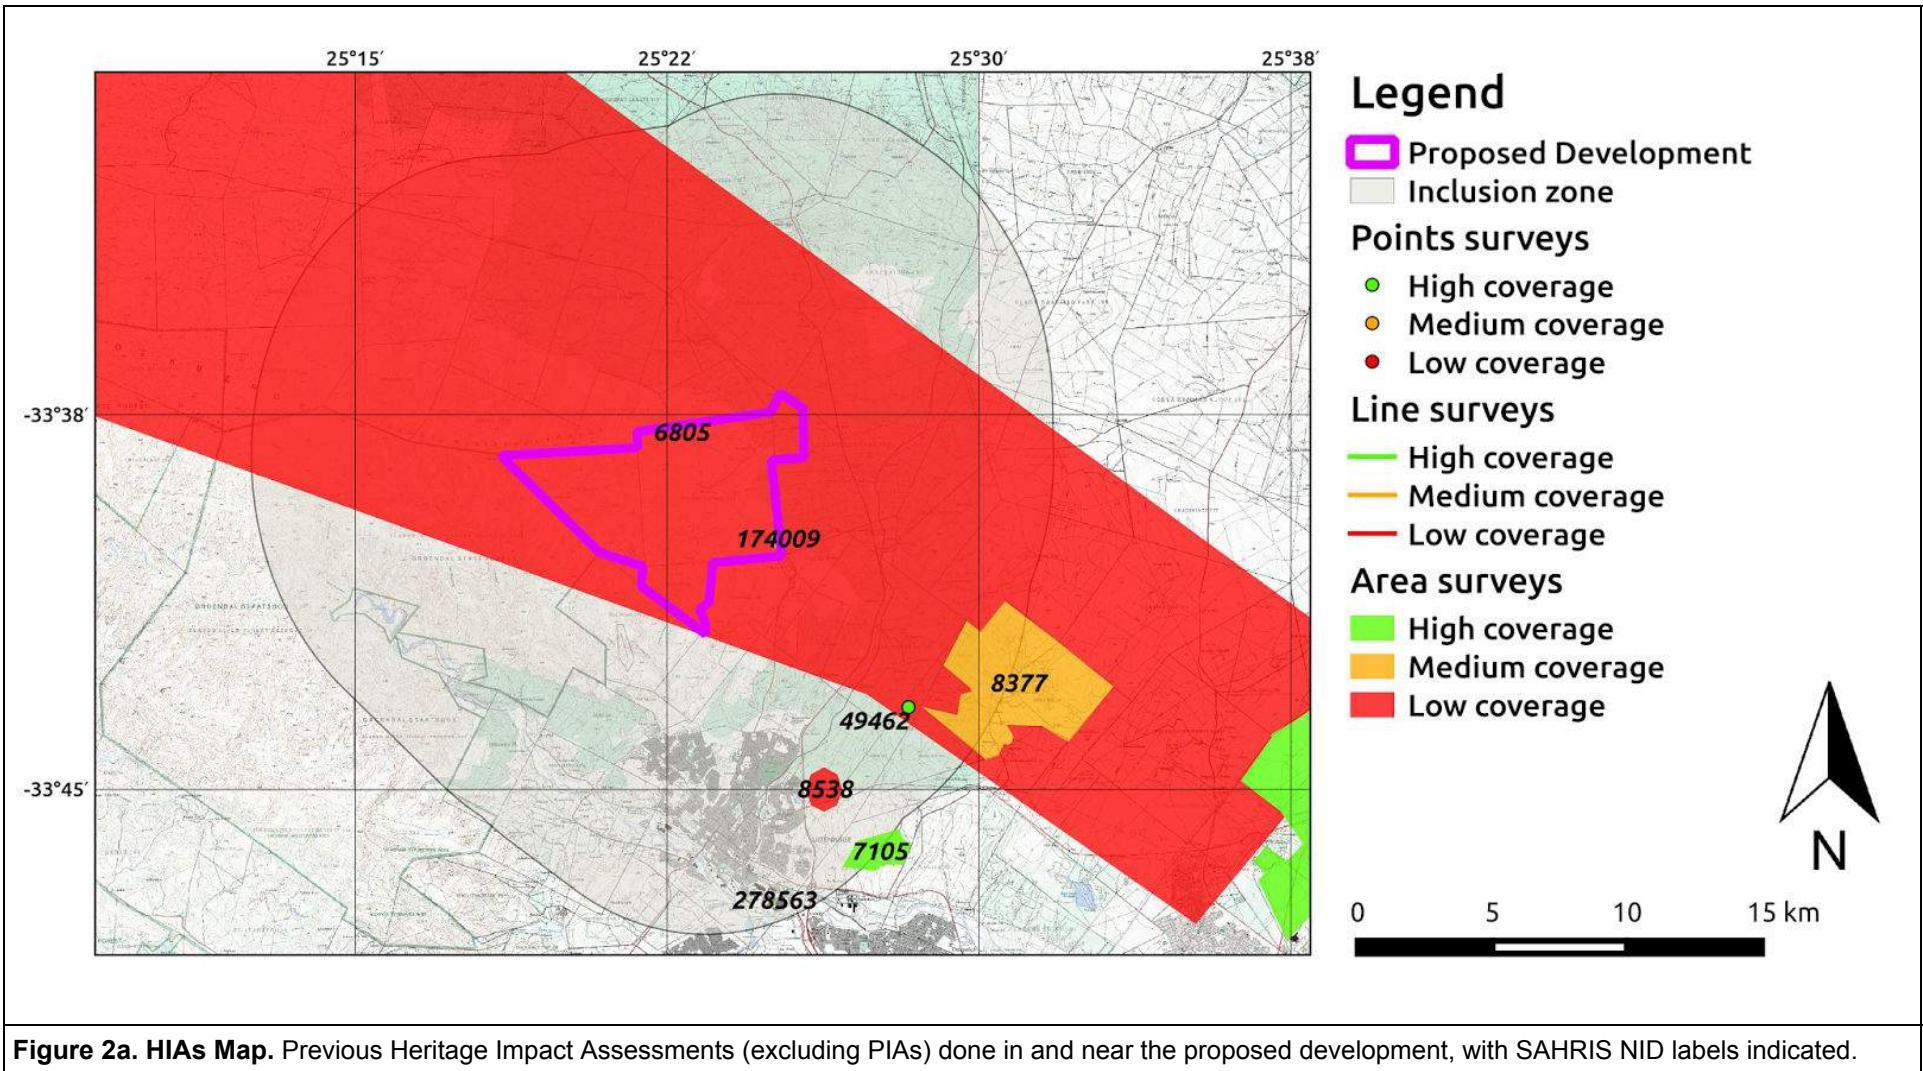 25°15′ 25°22′ 25°30′ 25°38′
Legend
Proposed Development
Inclusion zone
Points surveys
High coverage
Medium coverage
Low coverage
-33°38′
6805
Line surveys
High coverage
Medium coverage
174009
Low coverage
Area surveys
High coverage
Medium coverage
8377
Low coverage
49462
-33°45′
8538
7105
N
278563
0 5 10 15 km
Figure 2a. HIAs Map. Previous Heritage Impact Assessments (excluding PIAs) done in and near the proposed development, with SAHRIS NID labels indicated.